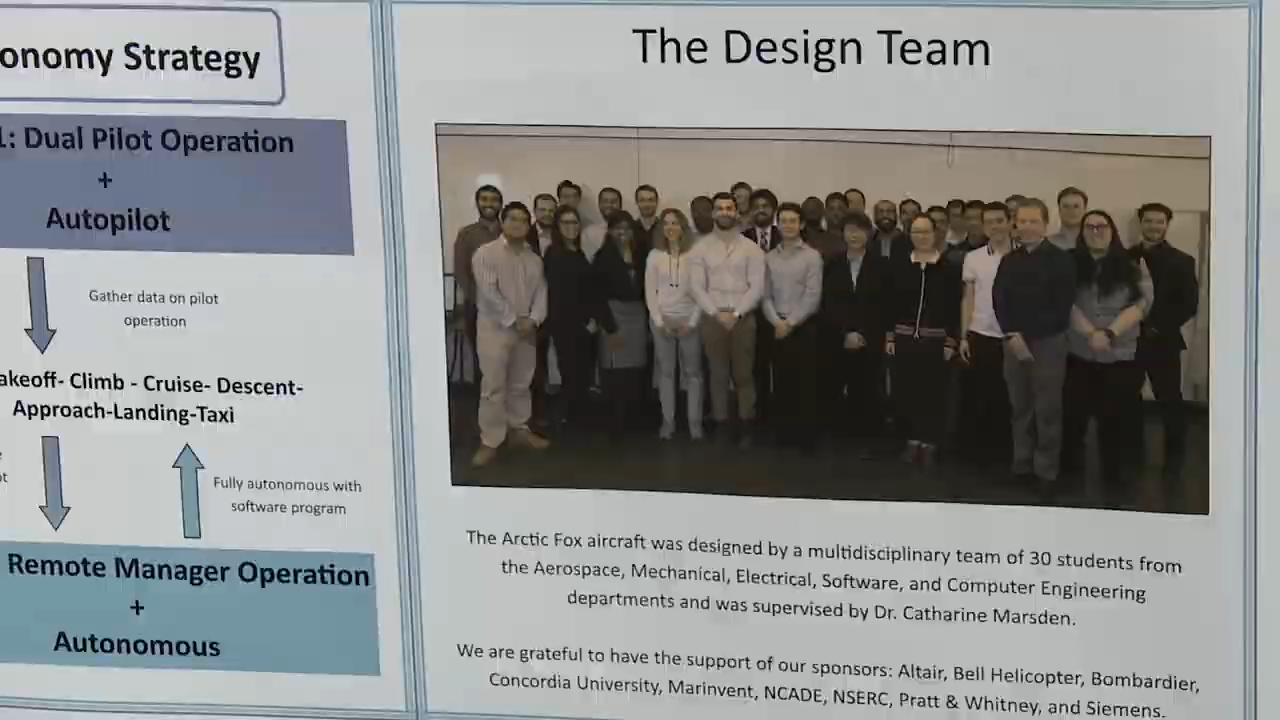 onomy Strategy
1: Dual Pilot Operation
+
Autopilot
Gather data on pilot
operation
akeoff- Climb - Cruise- Descent-
Approach-Landing-Taxi
Fully autonomous with
software program
Remote Manager Operation
+
Autonomous
The Design Team
The Arctic Fox aircraft was designed by a multidisciplinary team of 30 students from
the Aerospace, Mechanical, Electrical, Software, and Computer Engineering
departments and was supervised by Dr. Catharine Marsden.
We are grateful to have the support of our sponsors: Altair, Bell Helicopter, Bombardier,
Concordia University, Marinvent, NCADE, NSERC, Pratt & Whitney, and Siemens.